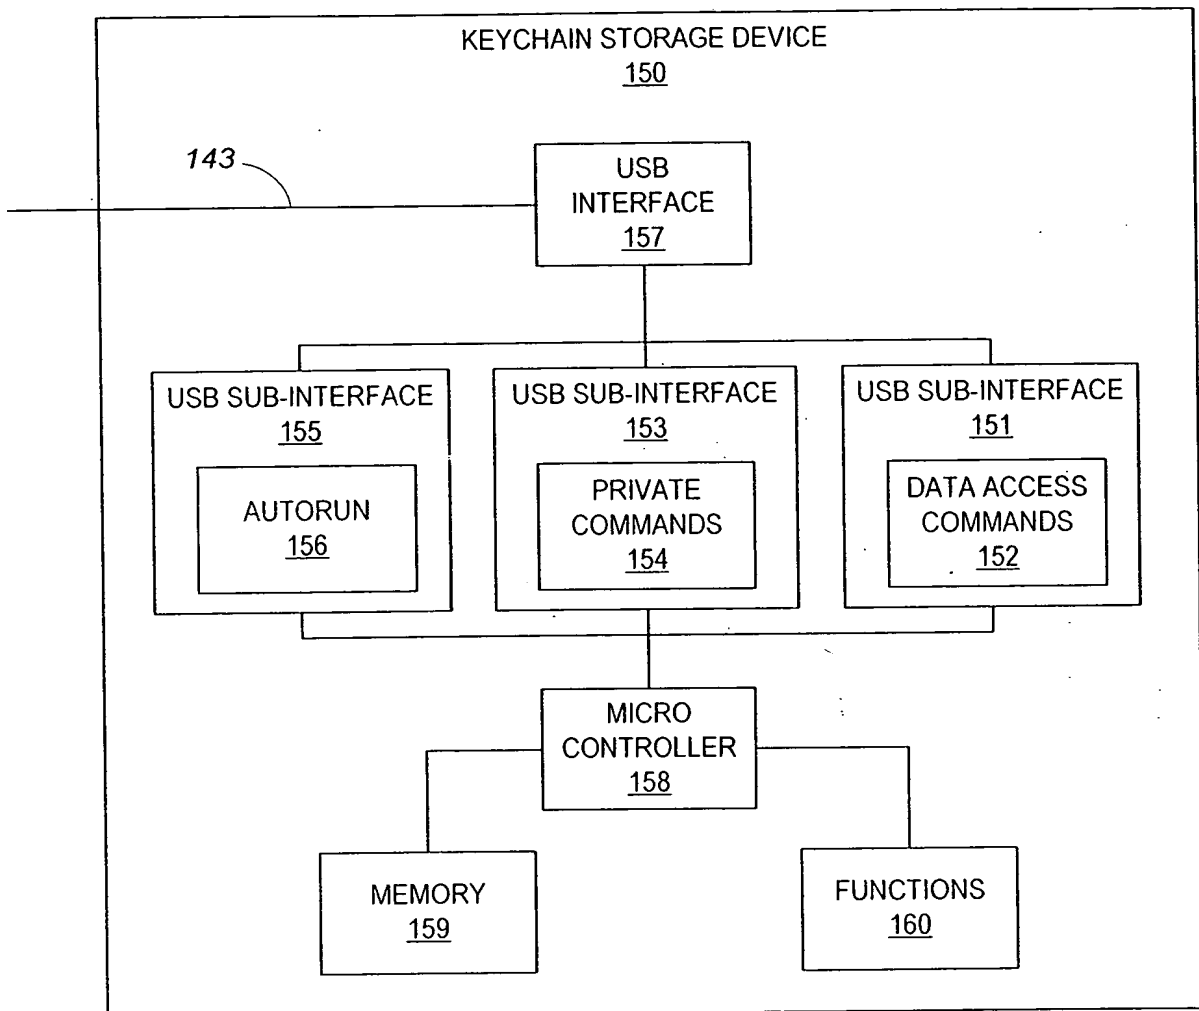 KEYCHAIN STORAGE DEVICE
150
143
USB
INTERFACE
157
USB SUB-INTERFACE
155
AUTORUN
156
USB SUB-INTERFACE
153
PRIVATE
COMMANDS
154
USB SUB-INTERFACE
151
DATA ACCESS
COMMANDS
152
MICRO
CONTROLLER
158
MEMORY
159
FUNCTIONS
160